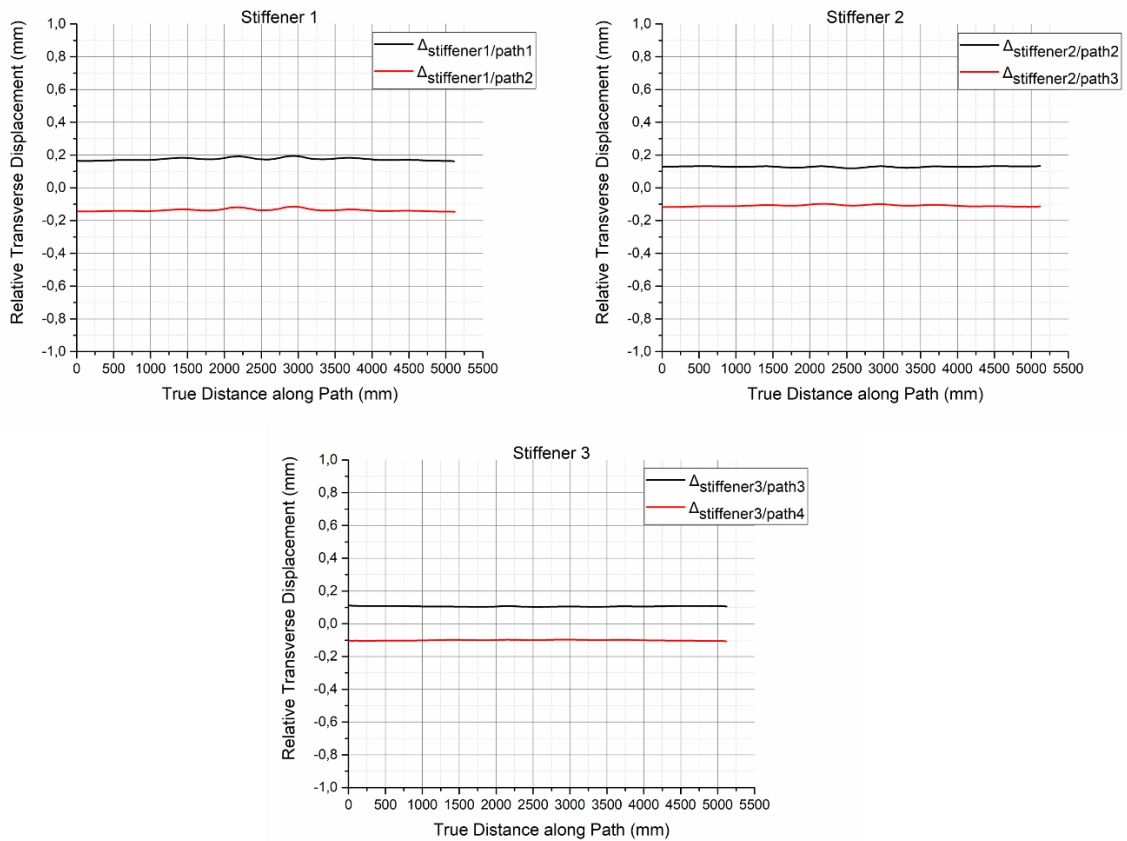 Stiffener 1
Δstiffener1/path1
Δstiffener1/path2
Relative Transverse Displacement (mm)
1,0
0,8
0,6
0,4
0,2
0,0
-0,2
-0,4
-0,6
-0,8
-1,0
0 500 1000 1500 2000 2500 3000 3500 4000 4500 5000 5500
True Distance along Path (mm)
Stiffener 2
Δstiffener2/path2
Δstiffener2/path3
Relative Transverse Displacement (mm)
1,0
0,8
0,6
0,4
0,2
0,0
-0,2
-0,4
-0,6
-0,8
-1,0
0 500 1000 1500 2000 2500 3000 3500 4000 4500 5000 5500
True Distance along Path (mm)
Stiffener 3
Δstiffener3/path3
Δstiffener3/path4
Relative Transverse Displacement (mm)
1,0
0,8
0,6
0,4
0,2
0,0
-0,2
-0,4
-0,6
-0,8
-1,0
0 500 1000 1500 2000 2500 3000 3500 4000 4500 5000 5500
True Distance along Path (mm)